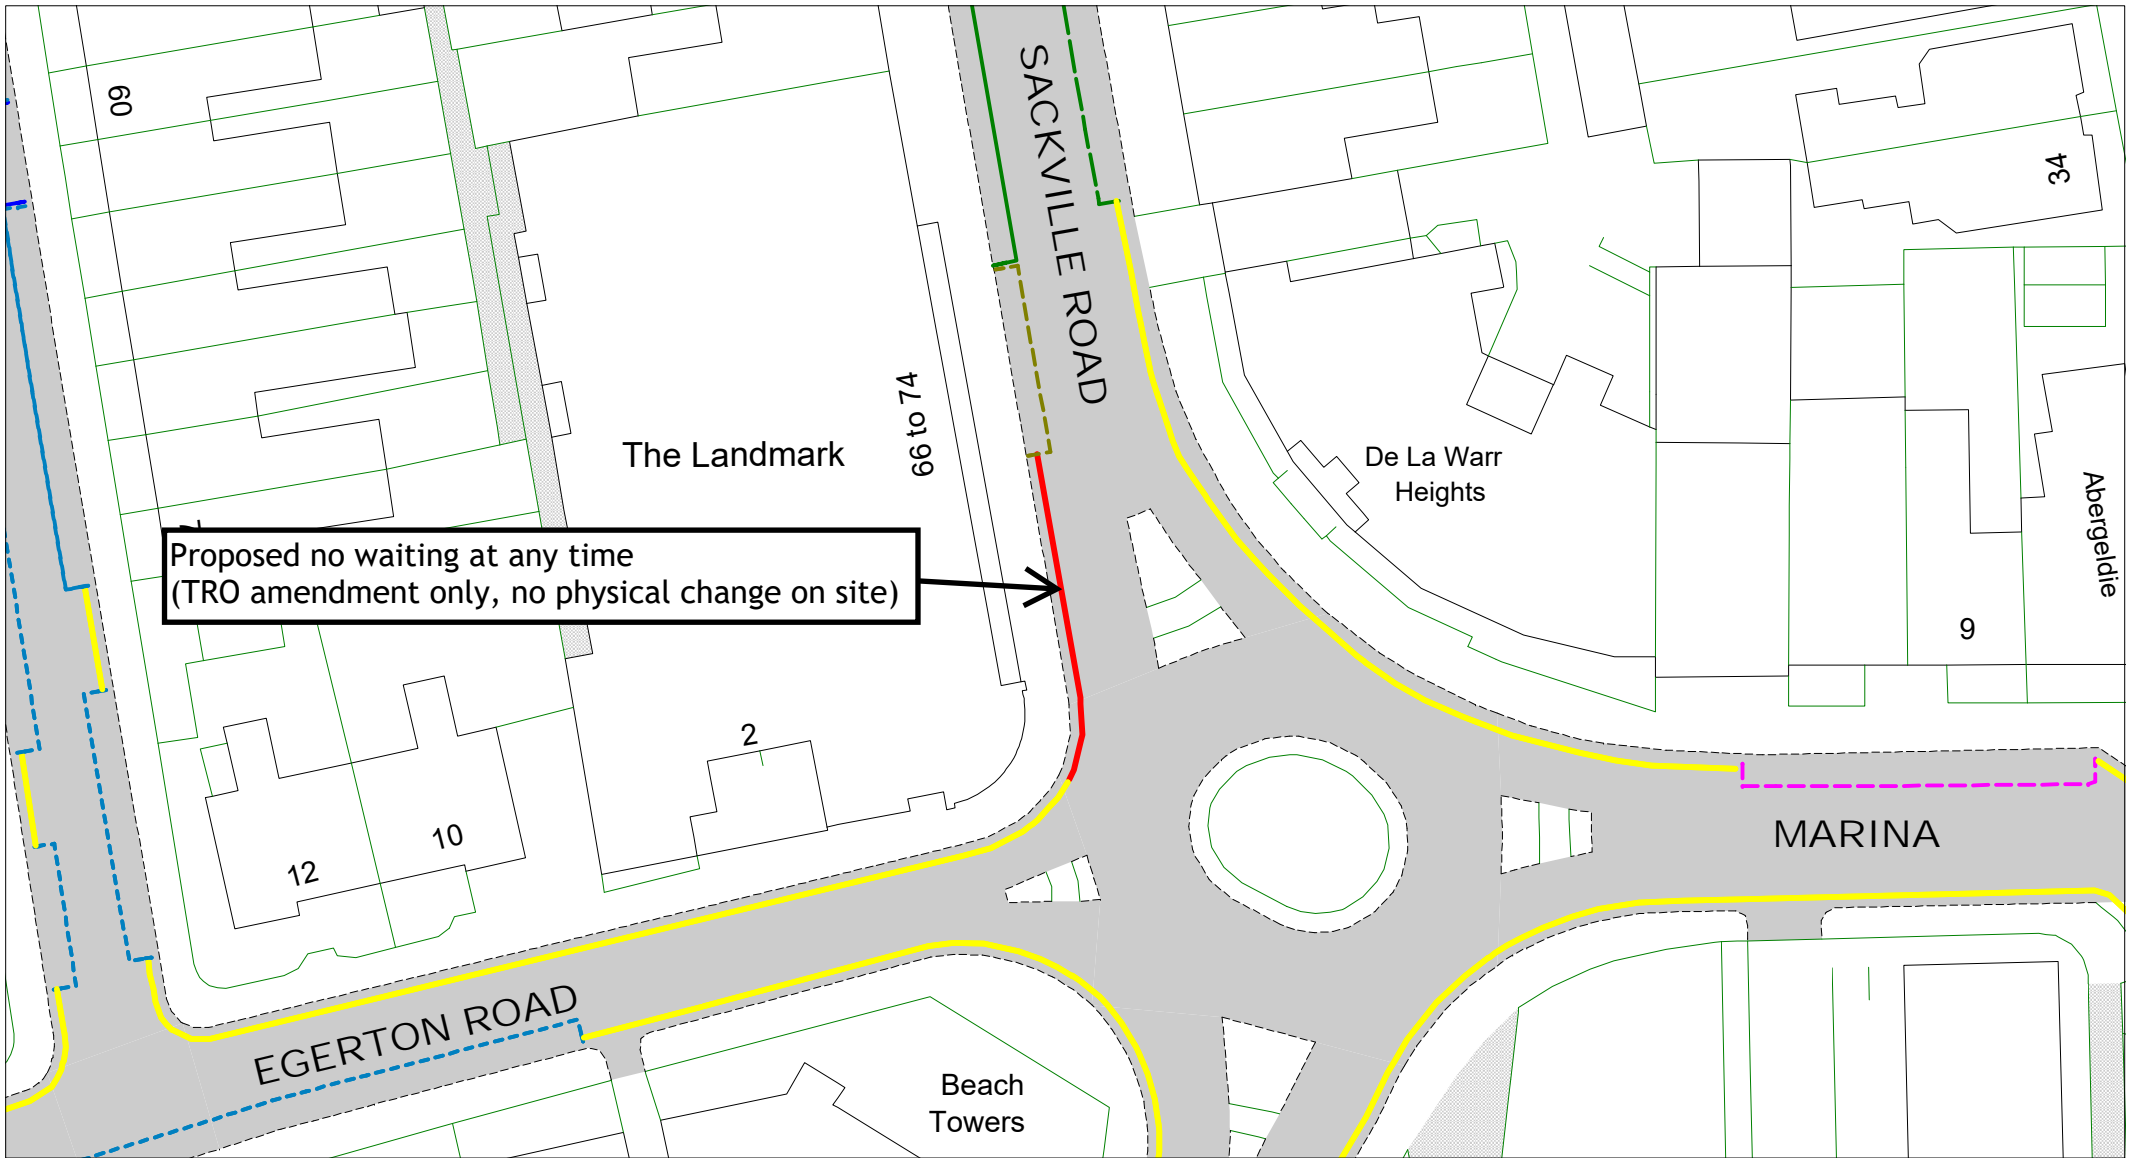 60
SACKVILLE ROAD
34
66 to 74
The Landmark
De La Warr
Heights
Abergeldie
Proposed no waiting at any time
(TRO amendment only, no physical change on site)
9
2
MARINA
10
12
EGERTON ROAD
Beach
Towers